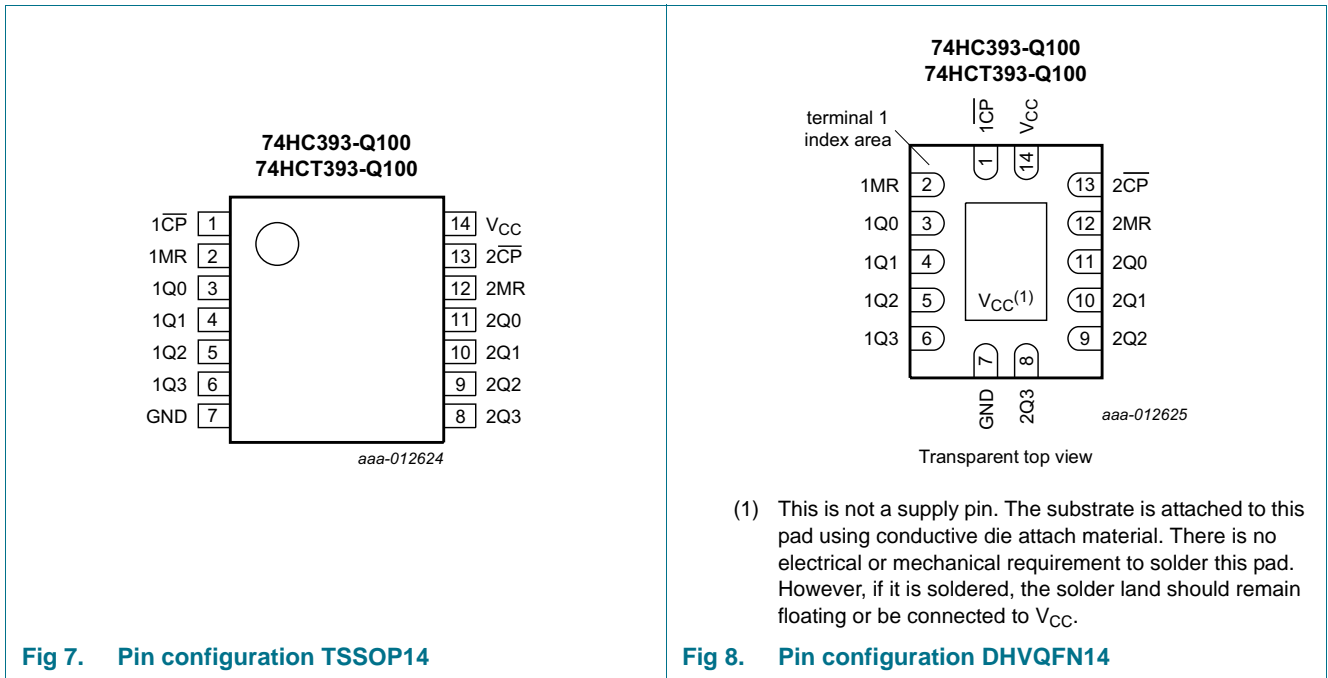 74HC393-Q100
74HCT393-Q100
1C̅P̅ 1
1MR 2
1Q0 3
1Q1 4
1Q2 5
1Q3 6
GND 7
14 VCC
13 2C̅P̅
12 2MR
11 2Q0
10 2Q1
9 2Q2
8 2Q3
aaa-012624
Fig 7. Pin configuration TSSOP14
74HC393-Q100
74HCT393-Q100
terminal 1
index area
1C̅P̅
VCC
1
14
1MR 2
1Q0 3
1Q1 4
1Q2 5
1Q3 6
13 2C̅P̅
12 2MR
11 2Q0
10 2Q1
9 2Q2
VCC(1)
7
8
GND
2Q3
aaa-012625
Transparent top view
(1) This is not a supply pin. The substrate is attached to this
pad using conductive die attach material. There is no
electrical or mechanical requirement to solder this pad.
However, if it is soldered, the solder land should remain
floating or be connected to VCC.
Fig 8. Pin configuration DHVQFN14